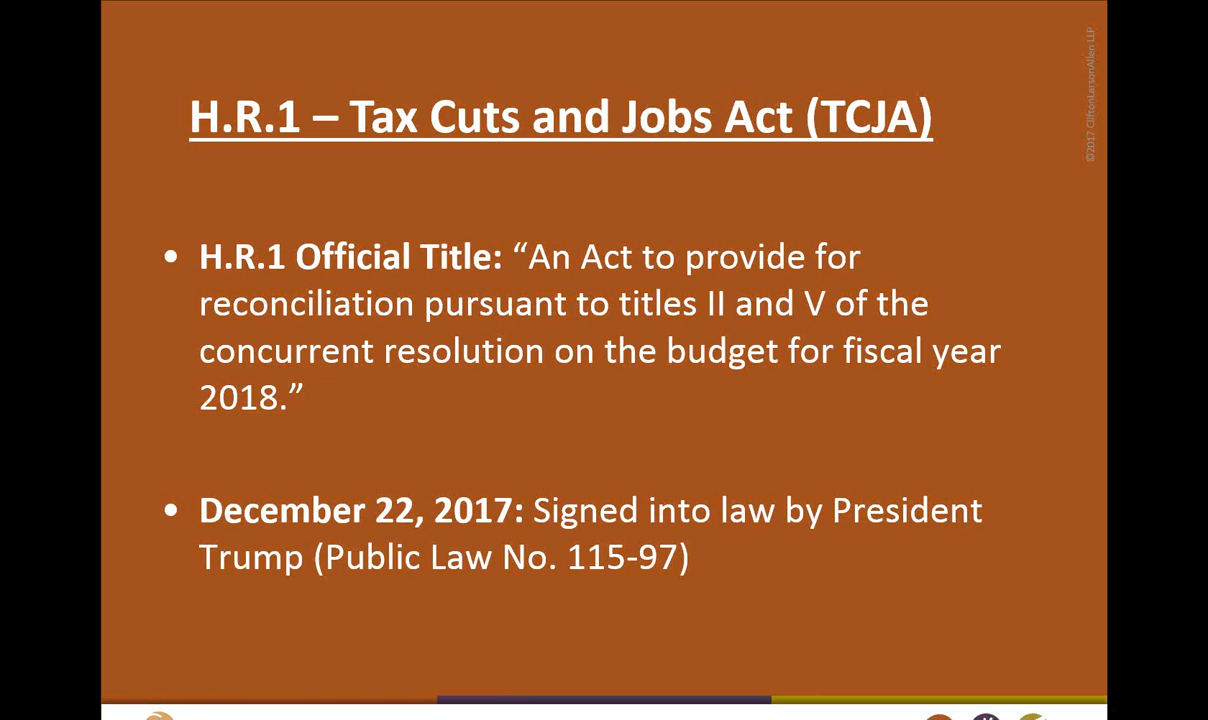 ©2017 CliftonLarsonAllen LLP
H.R.1 – Tax Cuts and Jobs Act (TCJA)
• H.R.1 Official Title: “An Act to provide for
reconciliation pursuant to titles II and V of the
concurrent resolution on the budget for fiscal year
2018.”
• December 22, 2017: Signed into law by President
Trump (Public Law No. 115-97)